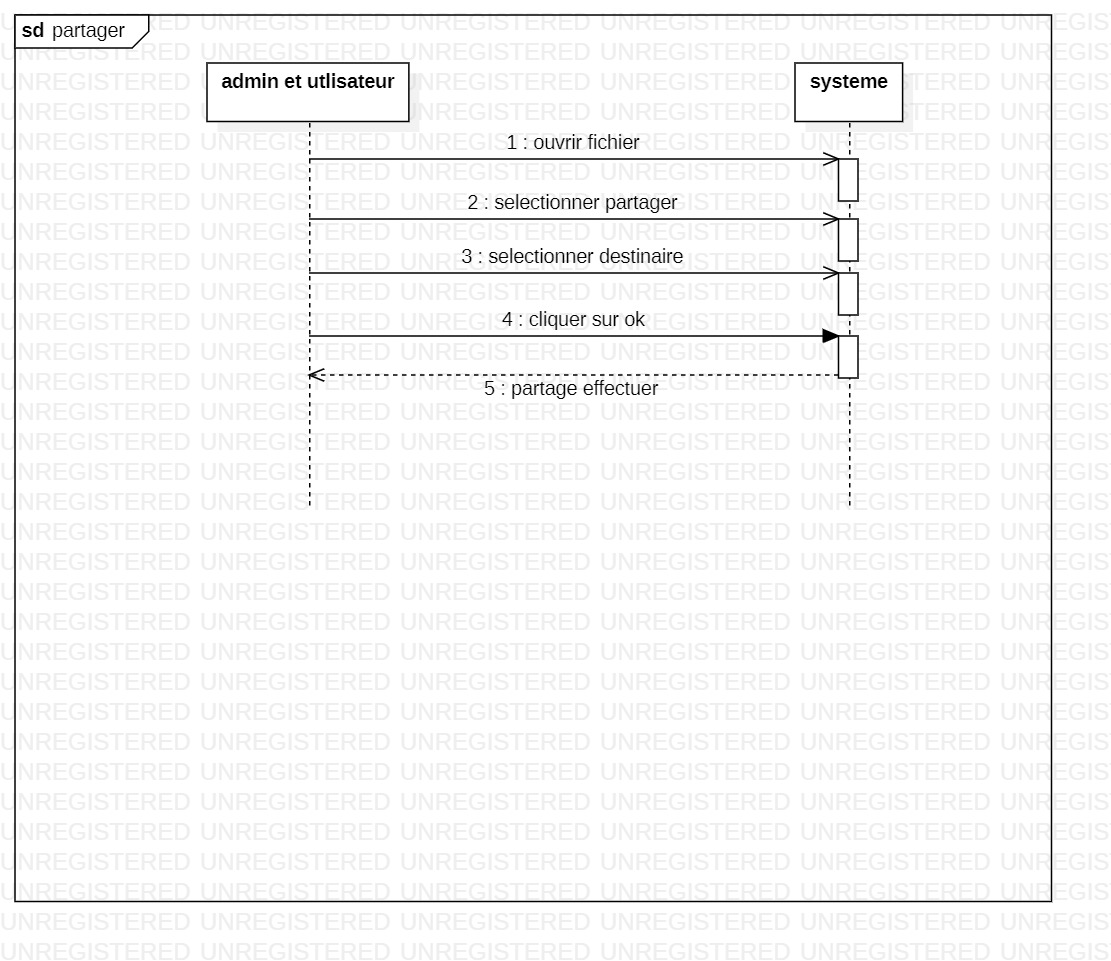 sd partager
admin et utlisateur
systeme
1 : ouvrir fichier
2 : selectionner partager
3 : selectionner destinaire
4 : cliquer sur ok
5 : partage effectuer
UNREGISTERED